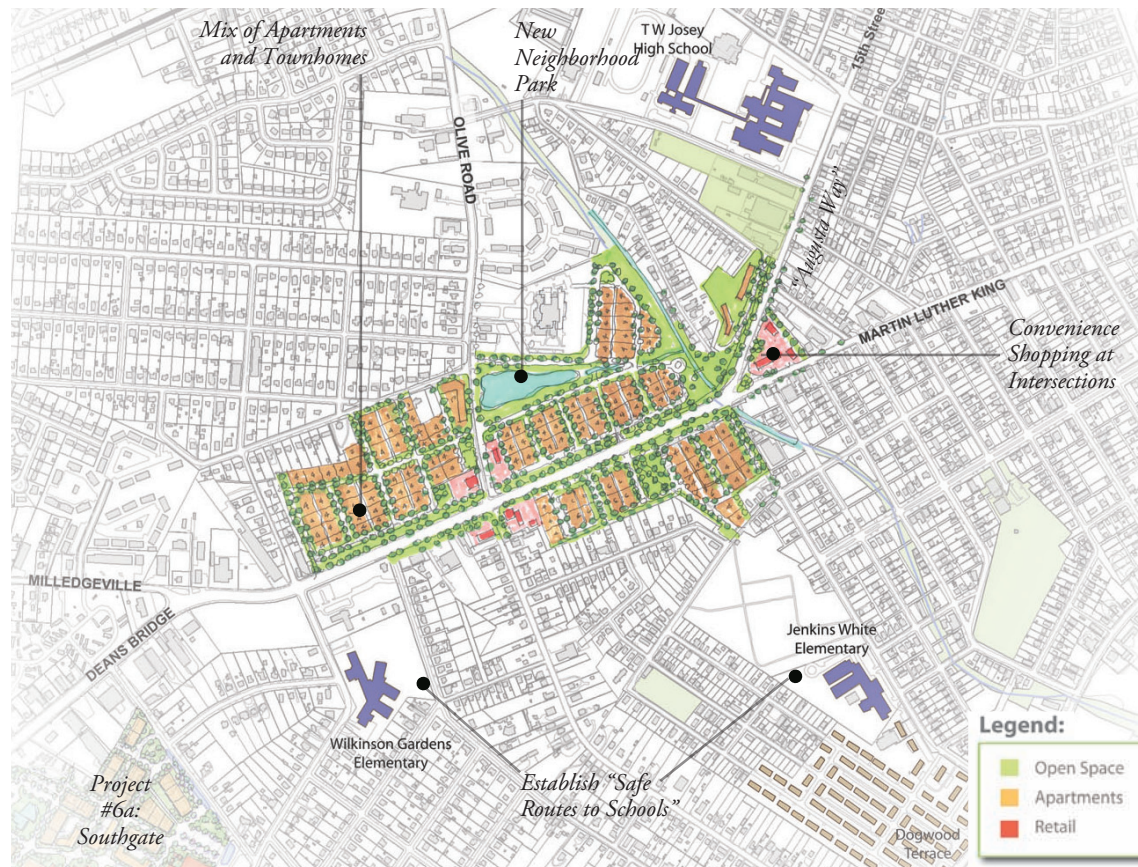 Mix of Apartments
and Townhomes
New
Neighborhood
Park
T W Josey
High School
15th Street
OLIVE ROAD
"Augusta Way"
MARTIN LUTHER KING
Convenience
Shopping at
Intersections
MILLEDGEVILLE
DEANS BRIDGE
Jenkins White
Elementary
Wilkinson Gardens
Elementary
Establish “Safe
Routes to Schools”
Project
#6a:
Southgate
Dogwood
Terrace
Legend:
Open Space
Apartments
Retail